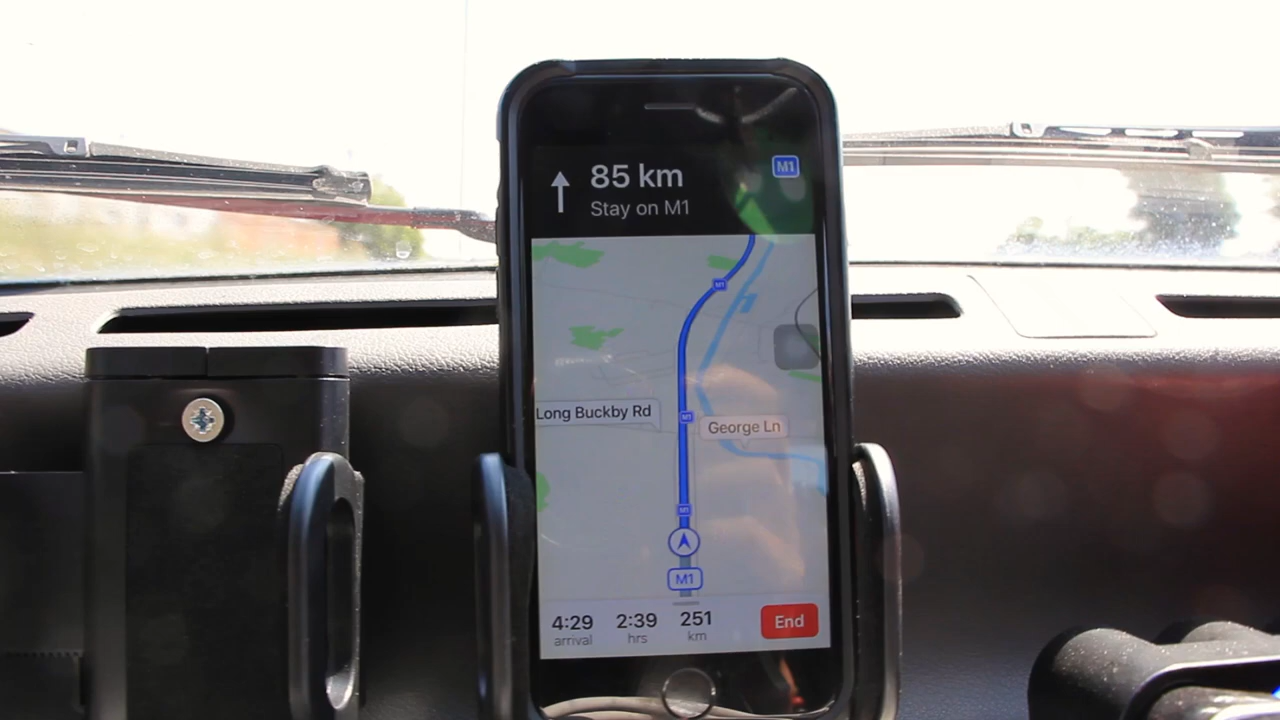 85 km
M1
Stay on M1
M1
Long Buckby Rd
M1
George Ln
M1
M1
4:29 2:39 251
arrival hrs km
End